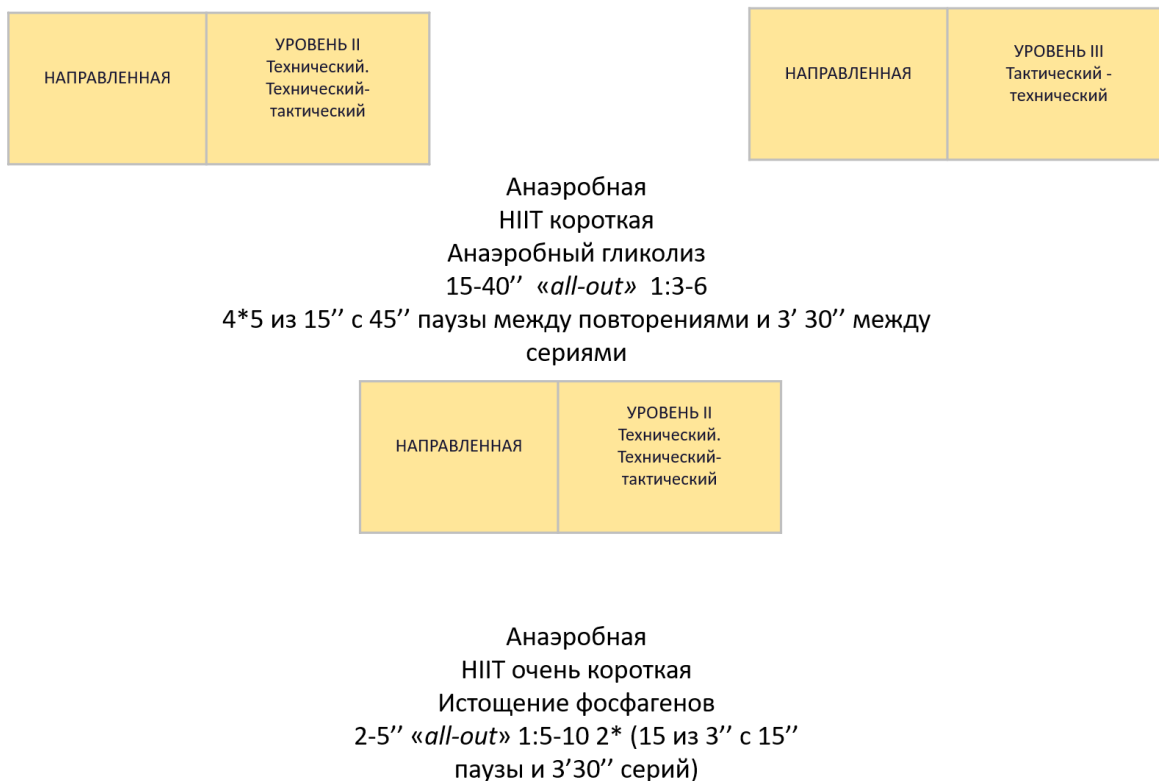 НАПРАВЛЕННАЯ
УРОВЕНЬ II
Технический.
Технический-
тактический
НАПРАВЛЕННАЯ
УРОВЕНЬ III
Тактический -
технический
Анаэробная
HIIT короткая
Анаэробный гликолиз
15-40’’ «all-out» 1:3-6
4*5 из 15’’ с 45’’ паузы между повторениями и 3’ 30’’ между
сериями
НАПРАВЛЕННАЯ
УРОВЕНЬ II
Технический.
Технический-
тактический
Анаэробная
HIIT очень короткая
Истощение фосфагенов
2-5’’ «all-out» 1:5-10 2* (15 из 3’’ с 15’’
паузы и 3’30’’ серий)